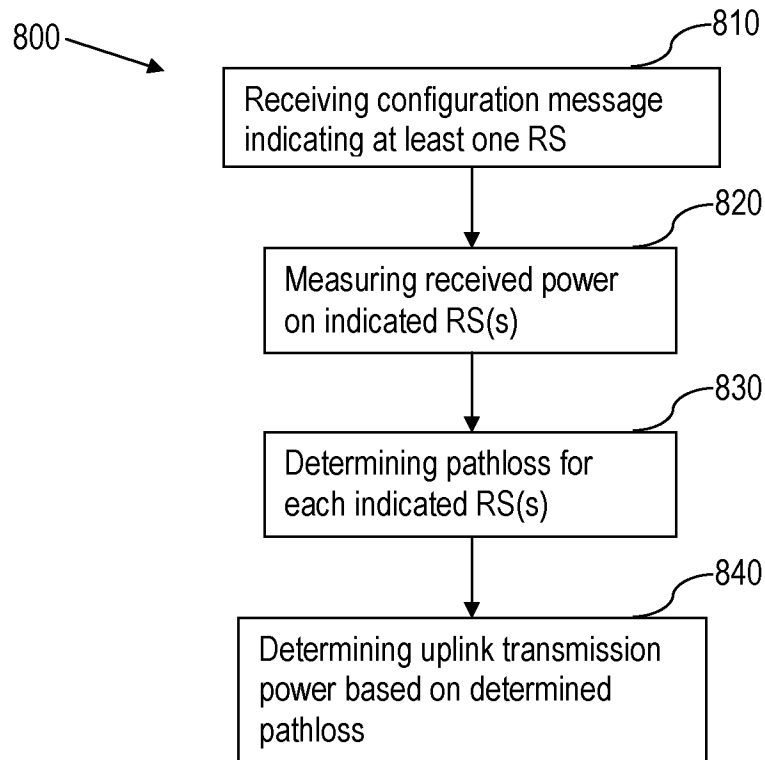 800
810
Receiving configuration message
indicating at least one RS
820
Measuring received power
on indicated RS(s)
830
Determining pathloss for
each indicated RS(s)
840
Determining uplink transmission
power based on determined
pathloss